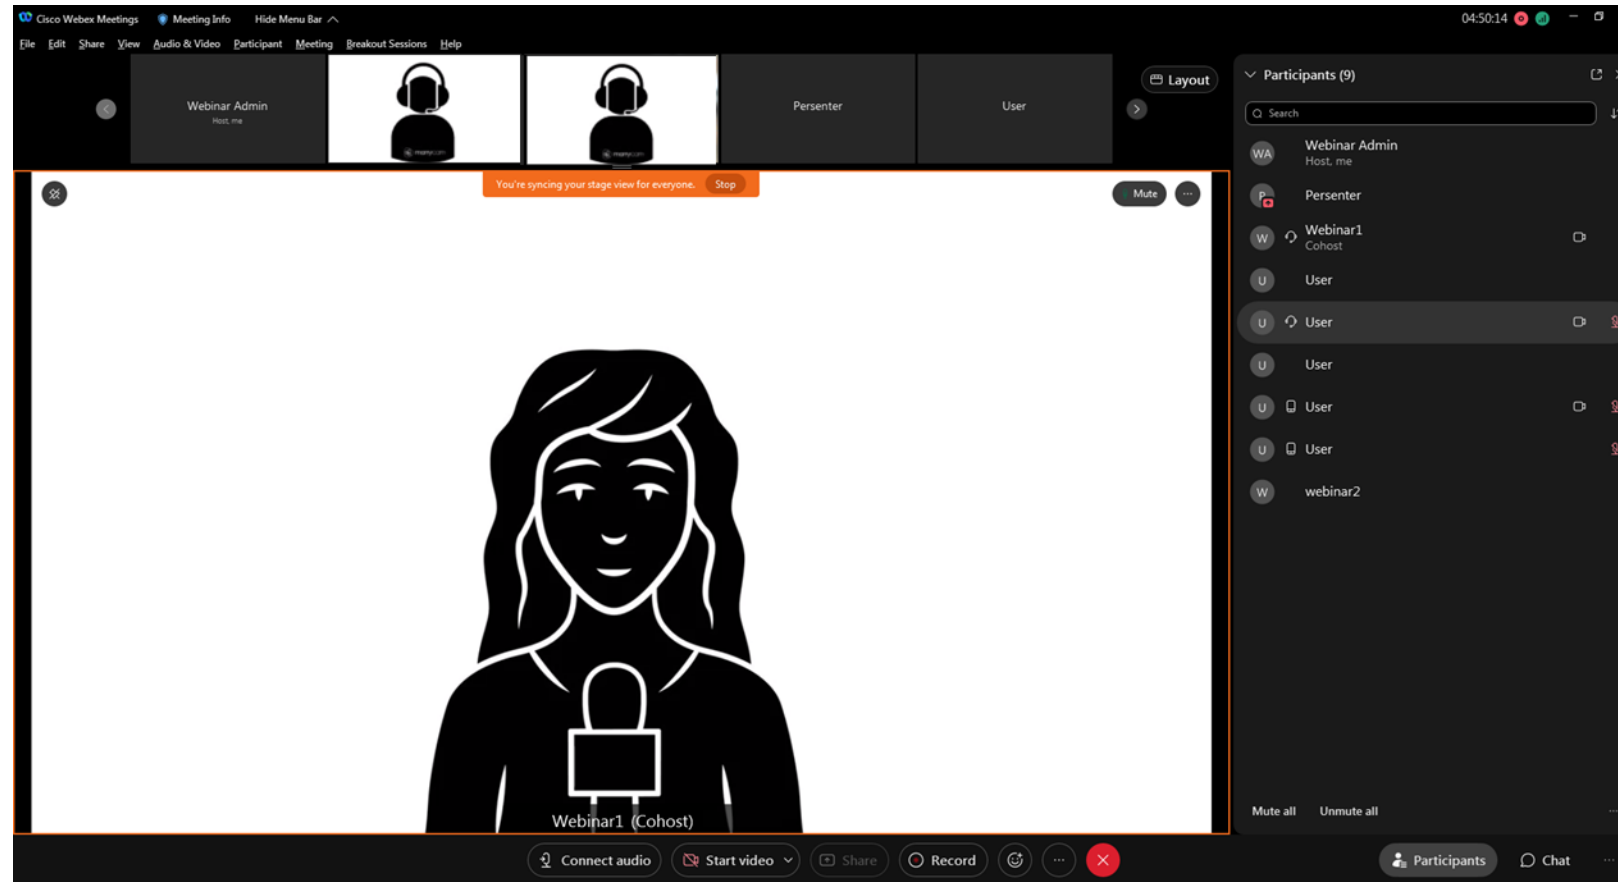 Cisco Webex Meetings Meeting Info Hide Menu Bar 04:50:14
File Edit Share View Audio & Video Participant Meeting Breakout Sessions Help
Webinar Admin
Host, me
manycam
manycam
Persenter
User
Layout
You're syncing your stage view for everyone. Stop
Mute
Webinar1 (Cohost)
Participants (9)
Search
WA Webinar Admin
Host, me
P Persenter
W Webinar1
Cohost
U User
U User
U User
U User
U User
W webinar2
Mute all Unmute all
Connect audio Start video Share Record Participants Chat